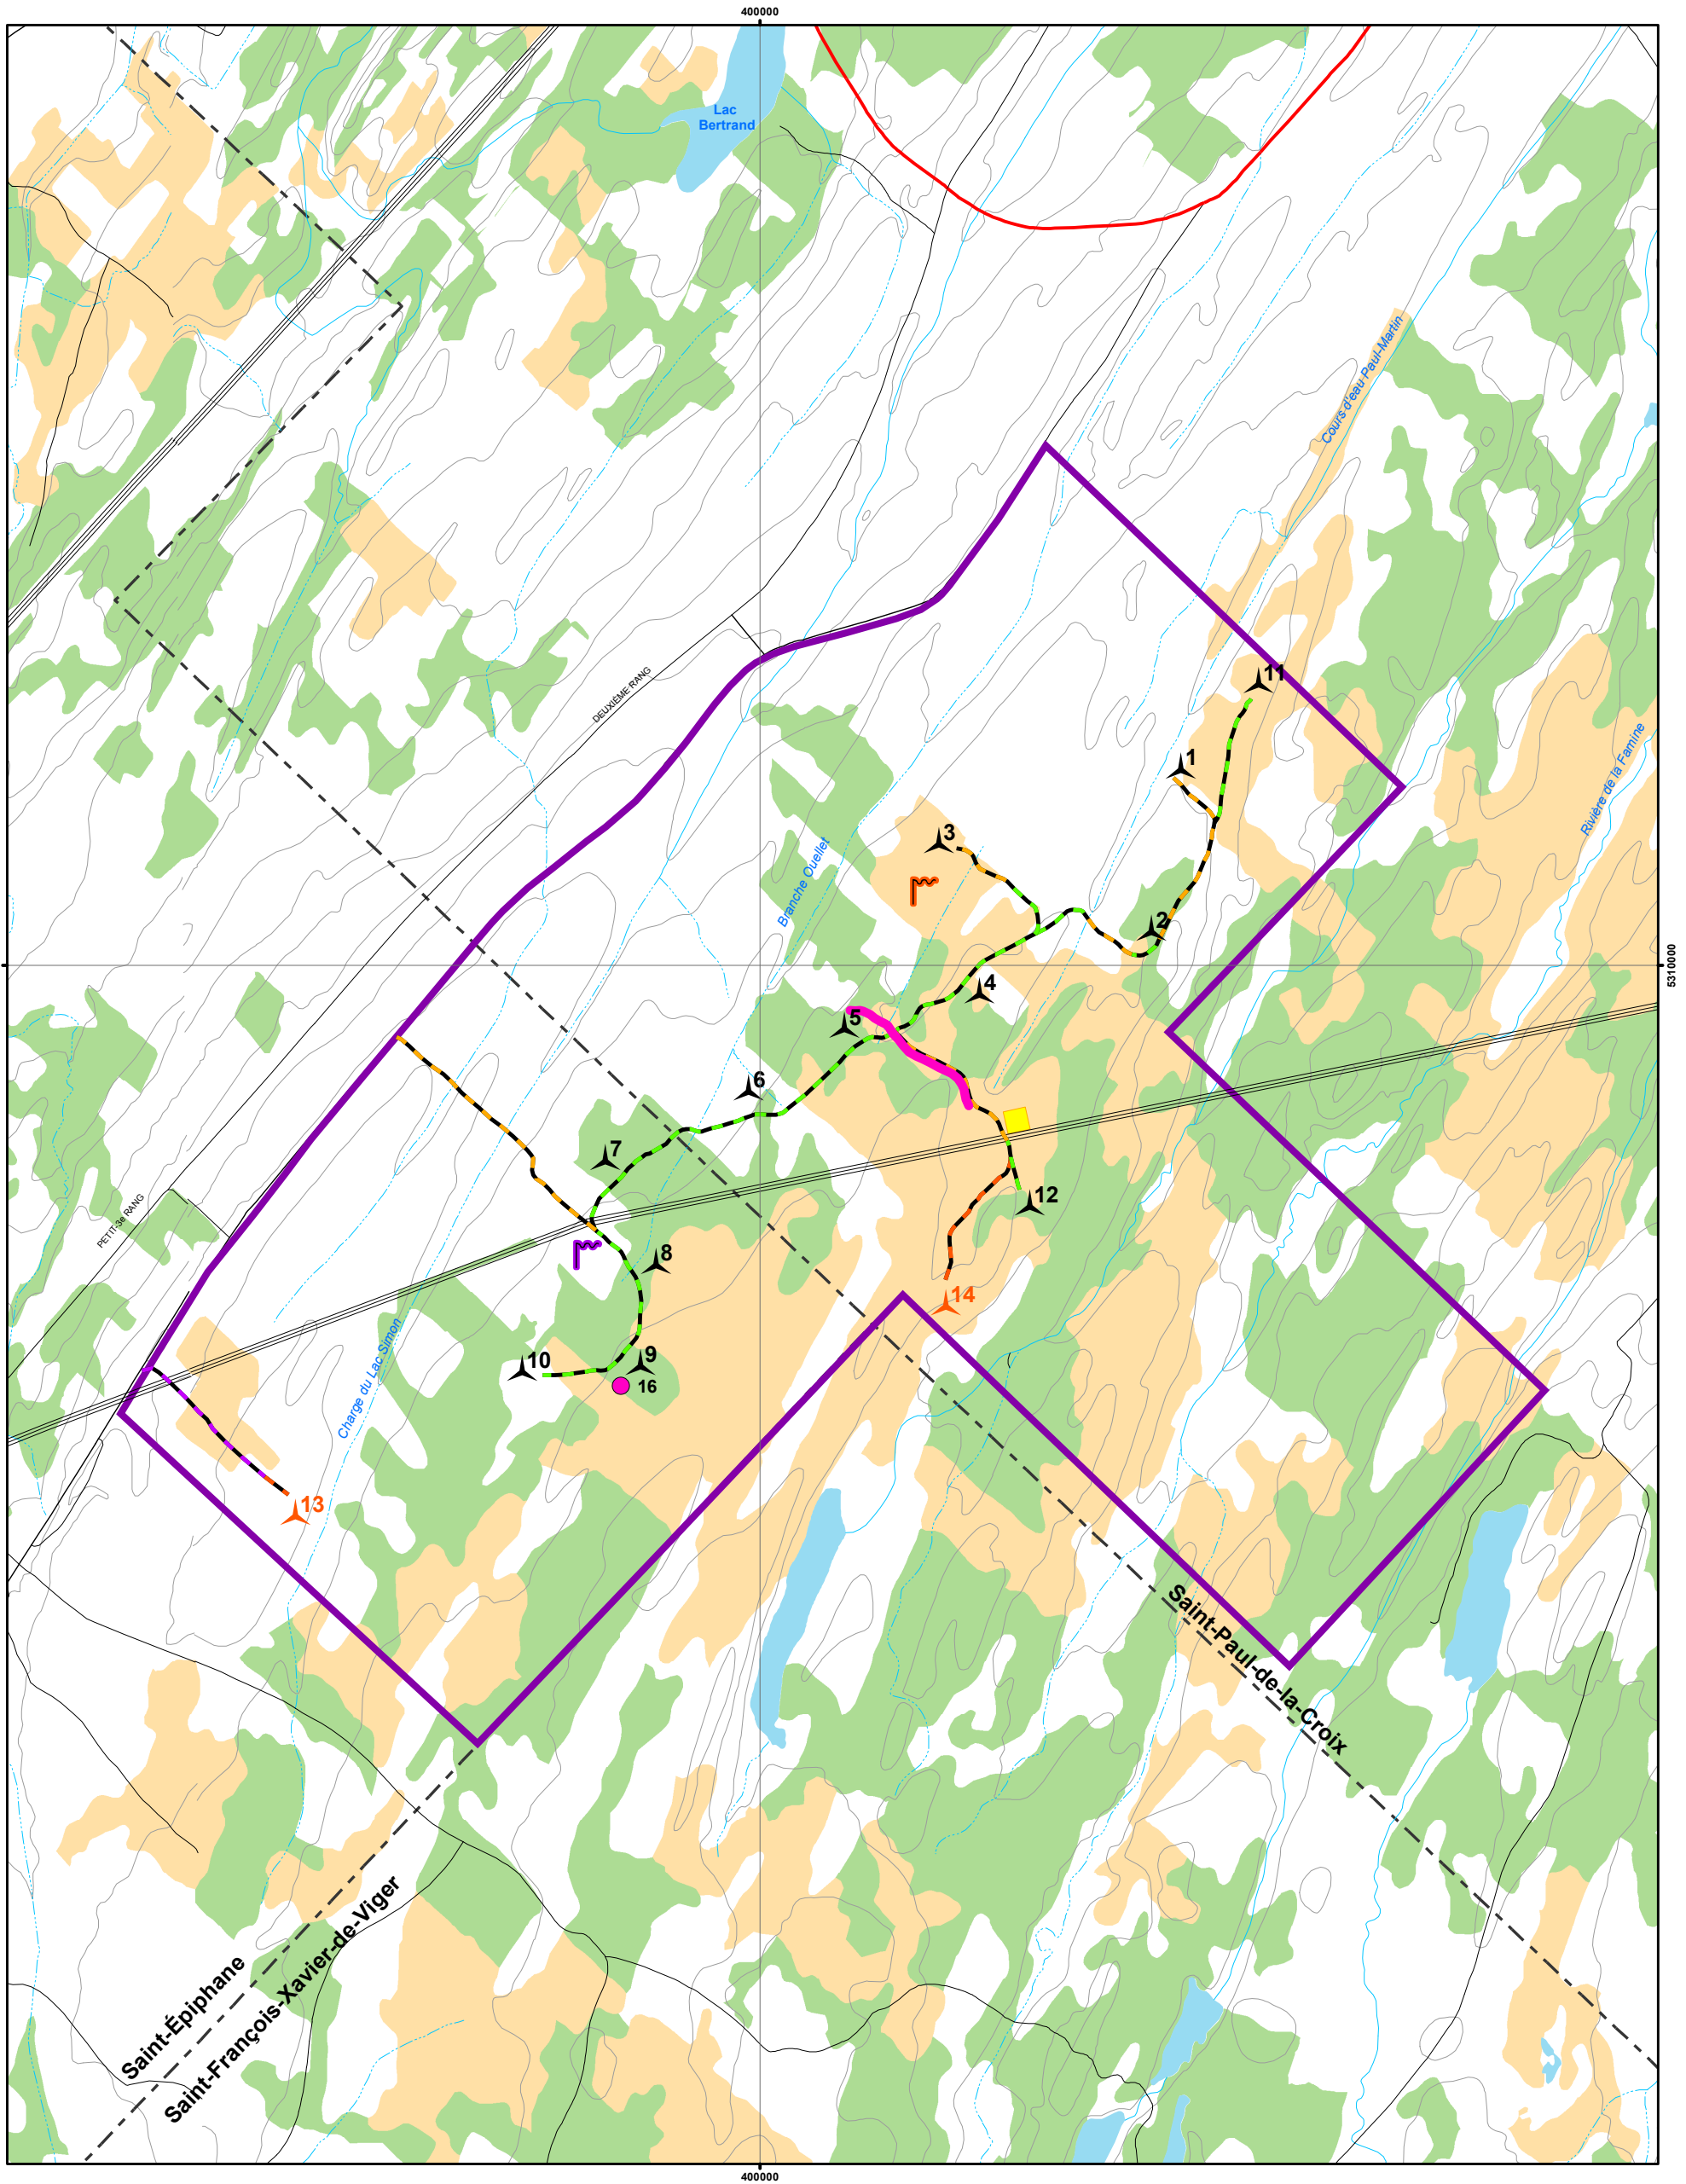 400000
Lac
Bertrand
Cours d'eau Paul-Martin
DEUXIÈME RANG
11
Rivière de la Famine
1
3
Branche Ouellet
2
5310000
4
5
6
7
12
PETIT-3e RANG
8
14
Charge du Lac Simon
10
9
16
13
Saint-Paul-de-la-Croix
Saint-Épiphane
Saint-François-Xavier-de-Viger
400000